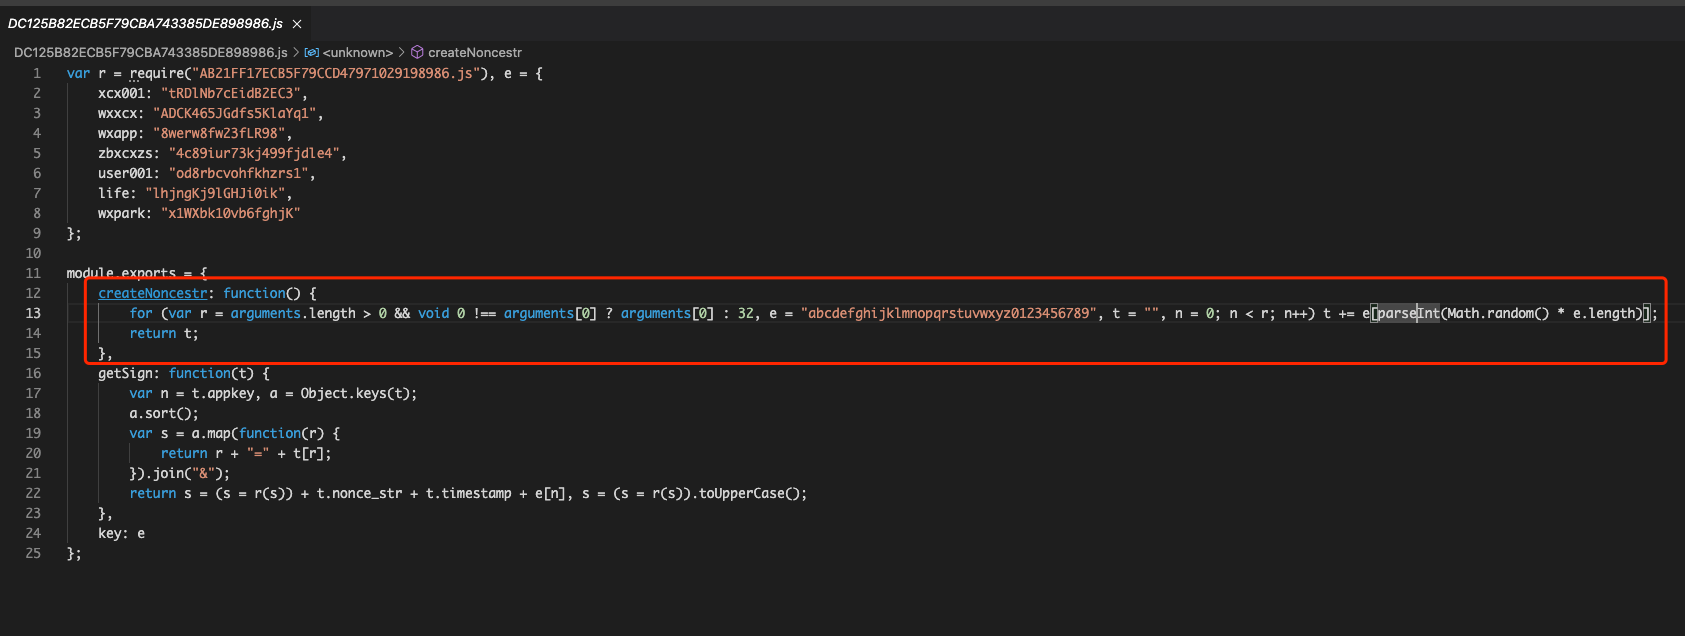 DC125B82ECB5F79CBA743385DE898986.js ×
DC125B82ECB5F79CBA743385DE898986.js > <unknown> > createNoncestr
1 var r = require("AB21FF17ECB5F79CCD47971029198986.js"), e = {
2 xcx001: "tRDlNb7cEidB2EC3",
3 wxxcx: "ADCK465JGdfs5KlaYq1",
4 wxapp: "8werw8fw23fLR98",
5 zbxcxzs: "4c89iur73kj499fjdle4",
6 user001: "od8rbcvohfkhzrs1",
7 life: "lhjngKj9lGHJi0ik",
8 wxpark: "x1WXbk10vb6fghjK"
9 };
10
11 module.exports = {
12 createNoncestr: function() {
13 for (var r = arguments.length > 0 && void 0 !== arguments[0] ? arguments[0] : 32, e = "abcdefghijklmnopqrstuvwxyz0123456789", t = "", n = 0; n < r; n++) t += e[parseInt(Math.random() * e.length)];
14 return t;
15 },
16 getSign: function(t) {
17 var n = t.appkey, a = Object.keys(t);
18 a.sort();
19 var s = a.map(function(r) {
20 return r + "=" + t[r];
21 }).join("&");
22 return s = (s = r(s)) + t.nonce_str + t.timestamp + e[n], s = (s = r(s)).toUpperCase();
23 },
24 key: e
25 };